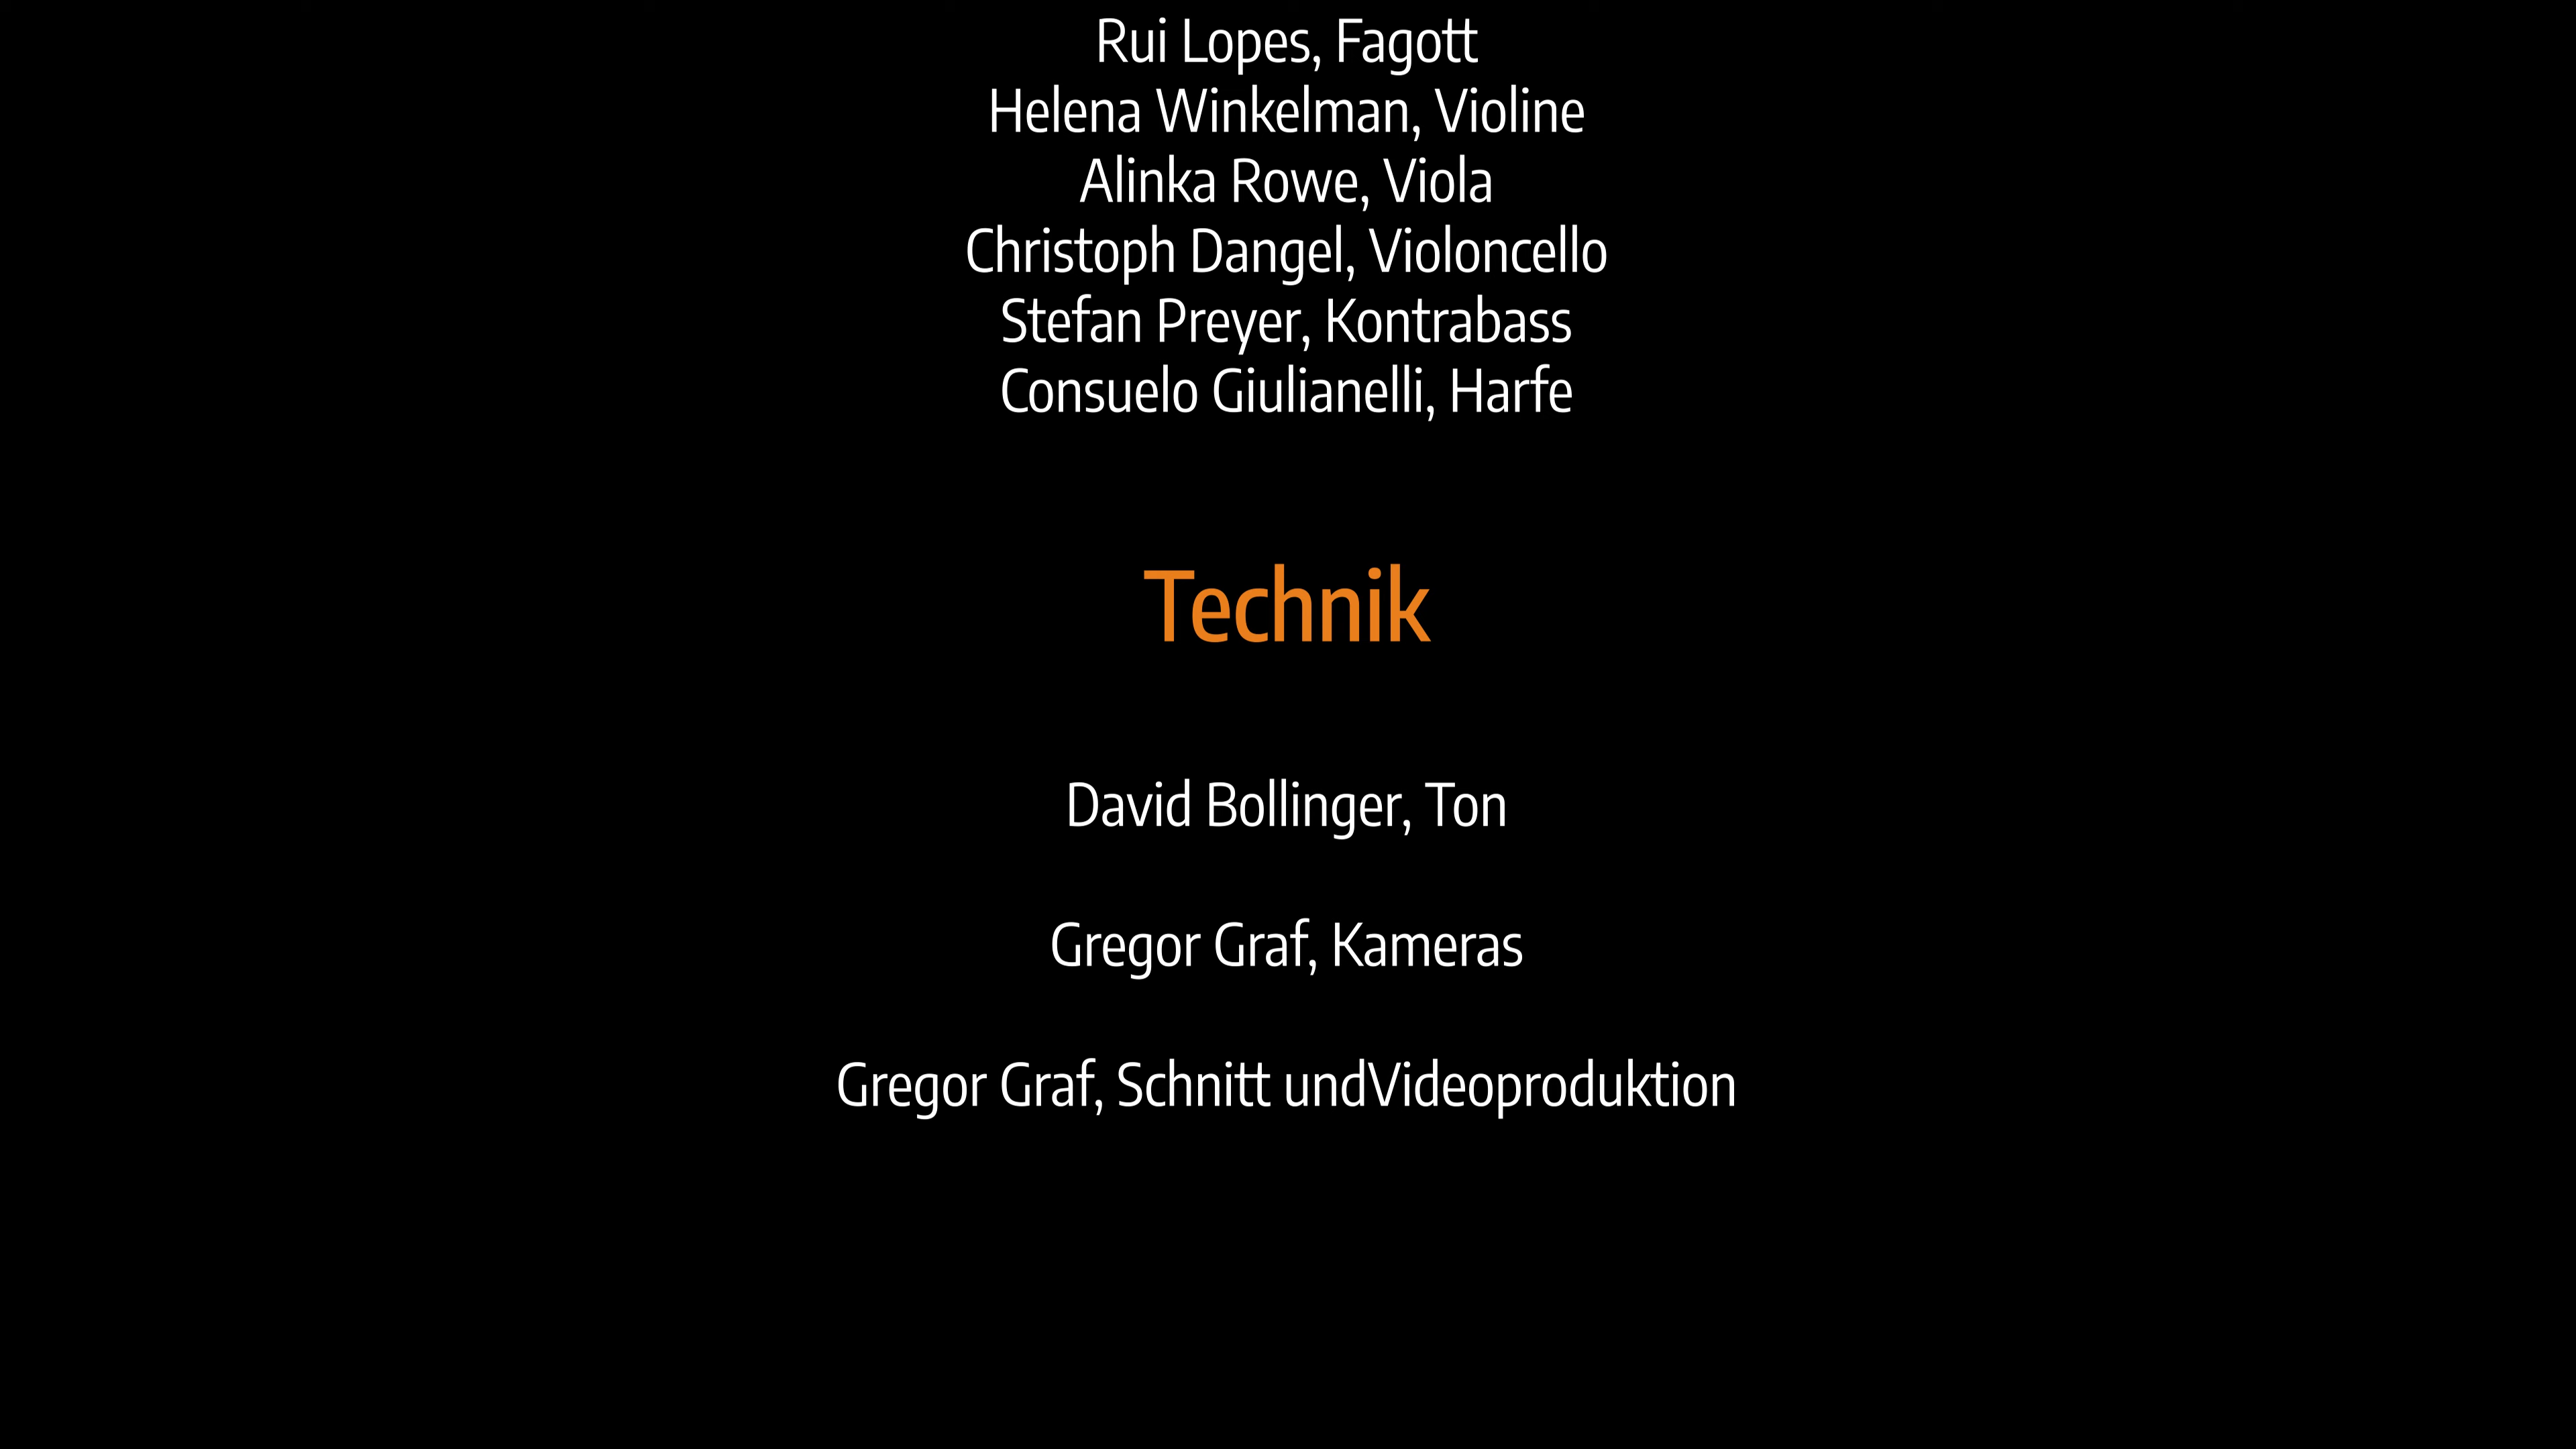 Rui Lopes, Fagott
Helena Winkelman, Violine
Alinka Rowe, Viola
Christoph Dangel, Violoncello
Stefan Preyer, Kontrabass
Consuelo Giulianelli, Harfe
Technik
David Bollinger, Ton
Gregor Graf, Kameras
Gregor Graf, Schnitt undVideoproduktion